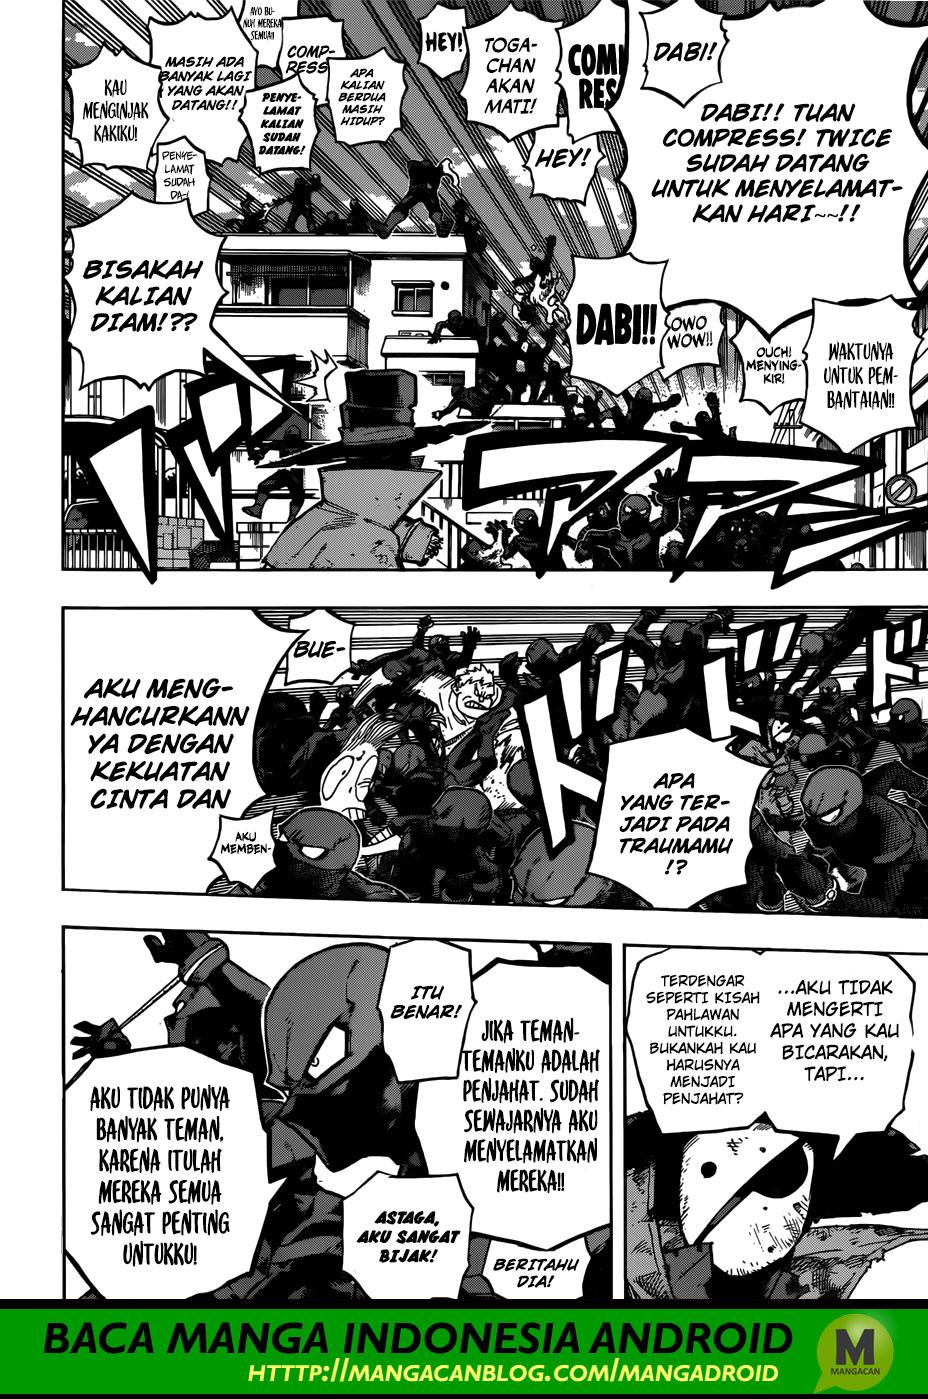 DABI!
DABI!! TUAN
COMPRESS! TWICE
SUDAH DATANG
UNTUK MENYELAMAT-
KAN HARI~~!!
COMP
RES
TOGA-
CHAN
AKAN
MATI!
HEY!
HEY!
AYO BU-
NUH MEREKA
SEMUA!!
COMP-
RESS
APA
KALIAN
BERDUA
MASIH
HIDUP?
MASIH ADA
BANYAK LAGI
YANG AKAN
DATANG!!
PENYE-
LAMAT
KALIAN
SUDAH
DATANG!
KAU
MENGINJAK
KAKIKU!
PENYE-
LAMAT
SUDAH
DA-
BISAKAH
KALIAN
DIAM!??
DABI!!
OWO
WOW!!
OUCH!
MENYING-
KIR!
WAKTUNYA
UNTUK PEM-
BANTAIAN!!
APA
YANG TER-
JADI PADA
TRAUMAMU
!?
BUE-
AKU MENG-
HANCURKANN
YA DENGAN
KEKUATAN
CINTA DAN
AKU
MEMBEN-
...AKU TIDAK
MENGERTI
APA YANG KAU
BICARAKAN,
TAPI...
TERDENGAR
SEPERTI KISAH
PAHLAWAN
UNTUKKU.
BUKANKAH KAU
HARUSNYA
MENJADI
PENJAHAT?
ITU
BENAR!
JIKA TEMAN-
TEMANKU ADALAH
PENJAHAT. SUDAH
SEWAJARNYA AKU
MENYELAMATKAN
MEREKA!!
BERITAHU
DIA!
AKU TIDAK PUNYA
BANYAK TEMAN,
KARENA ITULAH
MEREKA SEMUA
SANGAT PENTING
UNTUKKU!
ASTAGA,
AKU SANGAT
BIJAK!
BACA MANGA INDONESIA ANDROID
HTTTP://MANGACANBLOG.COM/MANGADROID
M
MANGACAN